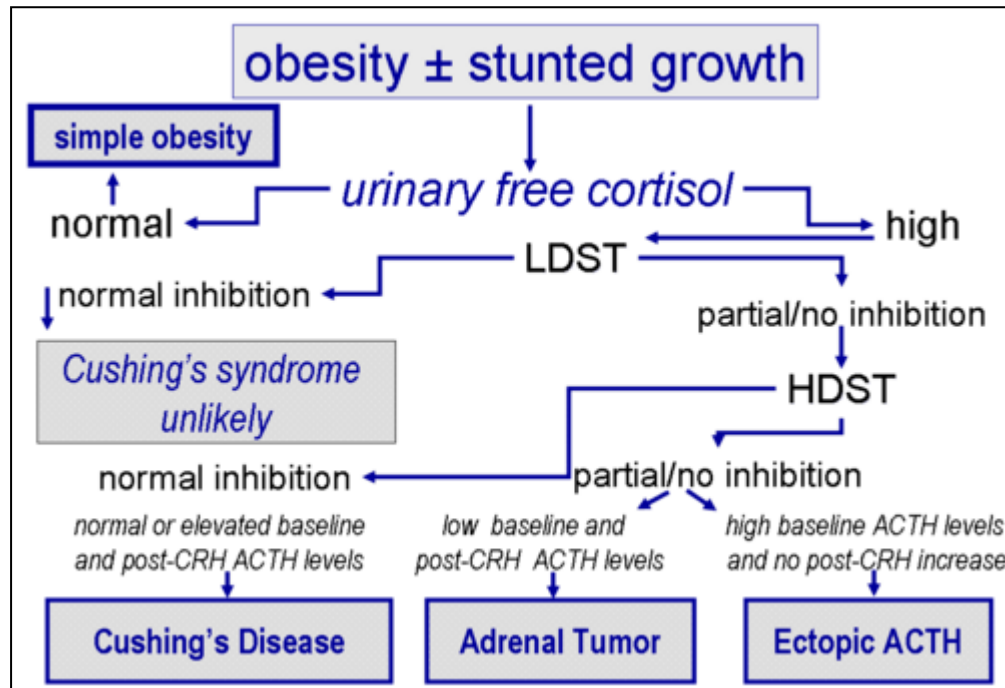 obesity ± stunted growth
simple obesity
urinary free cortisol
normal
high
LDST
normal inhibition
partial/no inhibition
Cushing's syndrome
unlikely
HDST
normal inhibition
partial/no inhibition
normal or elevated baseline
and post-CRH ACTH levels
low baseline and
post-CRH ACTH levels
high baseline ACTH levels
and no post-CRH increase
Cushing's Disease
Adrenal Tumor
Ectopic ACTH